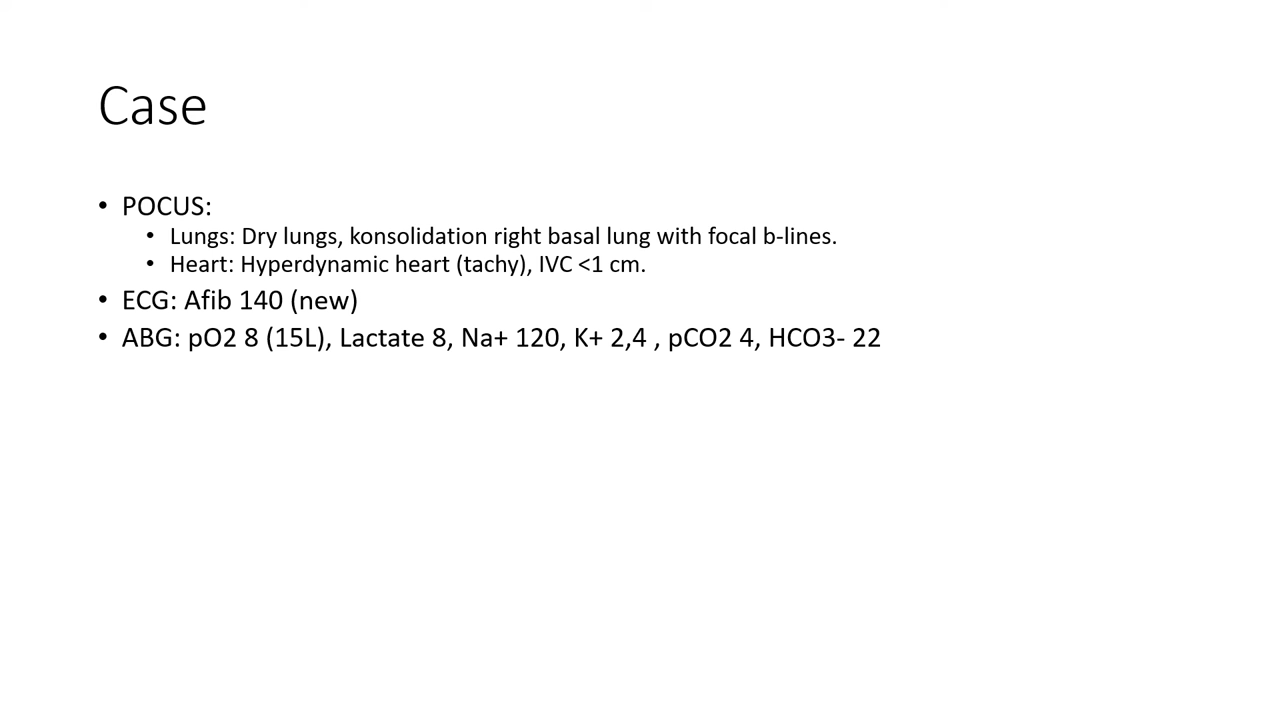 Case
• POCUS:
• Lungs: Dry lungs, konsolidation right basal lung with focal b-lines.
• Heart: Hyperdynamic heart (tachy), IVC <1 cm.
• ECG: Afib 140 (new)
• ABG: pO2 8 (15L), Lactate 8, Na+ 120, K+ 2,4 , pCO2 4, HCO3- 22